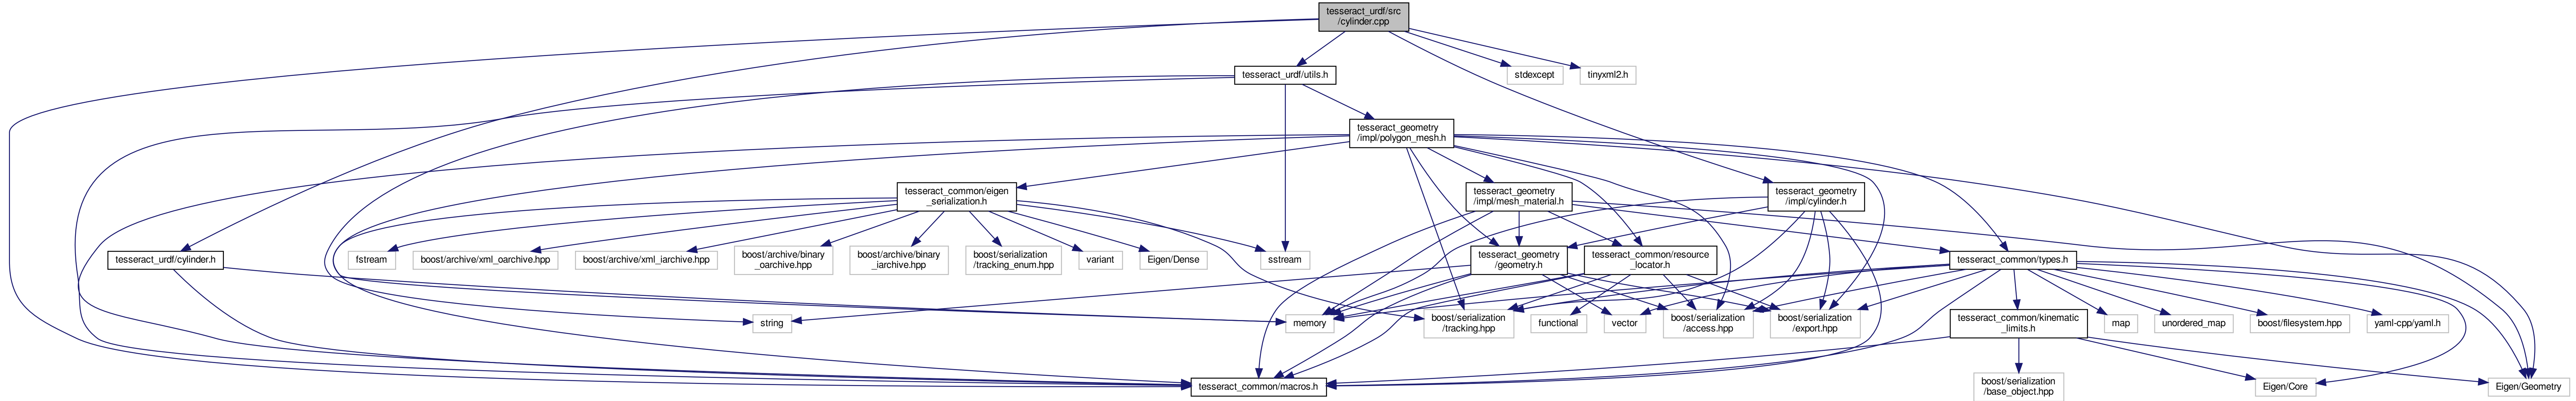 tesseract_urdf/src
/cylinder.cpp
tesseract_urdf/utils.h
stdexcept
tinyxml2.h
tesseract_geometry
/impl/polygon_mesh.h
tesseract_common/eigen
_serialization.h
tesseract_geometry
/impl/mesh_material.h
tesseract_geometry
/impl/cylinder.h
tesseract_urdf/cylinder.h
fstream
boost/archive/xml_oarchive.hpp
boost/archive/xml_iarchive.hpp
boost/archive/binary
_oarchive.hpp
boost/archive/binary
_iarchive.hpp
boost/serialization
/tracking_enum.hpp
variant
Eigen/Dense
sstream
tesseract_geometry
/geometry.h
tesseract_common/resource
_locator.h
tesseract_common/types.h
string
memory
boost/serialization
/tracking.hpp
functional
vector
boost/serialization
/access.hpp
boost/serialization
/export.hpp
tesseract_common/kinematic
_limits.h
map
unordered_map
boost/filesystem.hpp
yaml-cpp/yaml.h
tesseract_common/macros.h
boost/serialization
/base_object.hpp
Eigen/Core
Eigen/Geometry